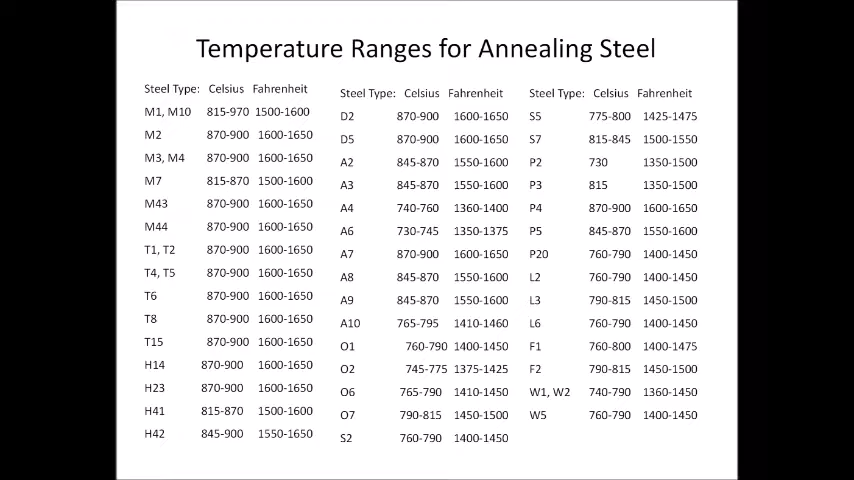 Temperature Ranges for Annealing Steel
Steel Type: Celsius Fahrenheit
M1, M10 815-970 1500-1600
M2 870-900 1600-1650
M3, M4 870-900 1600-1650
M7 815-870 1500-1600
M43 870-900 1600-1650
M44 870-900 1600-1650
T1, T2 870-900 1600-1650
T4, T5 870-900 1600-1650
T6 870-900 1600-1650
T8 870-900 1600-1650
T15 870-900 1600-1650
H14 870-900 1600-1650
H23 870-900 1600-1650
H41 815-870 1500-1600
H42 845-900 1550-1650
Steel Type: Celsius Fahrenheit
D2 870-900 1600-1650
D5 870-900 1600-1650
A2 845-870 1550-1600
A3 845-870 1550-1600
A4 740-760 1360-1400
A6 730-745 1350-1375
A7 870-900 1600-1650
A8 845-870 1550-1600
A9 845-870 1550-1600
A10 765-795 1410-1460
O1 760-790 1400-1450
O2 745-775 1375-1425
O6 765-790 1410-1450
O7 790-815 1450-1500
S2 760-790 1400-1450
Steel Type: Celsius Fahrenheit
S5 775-800 1425-1475
S7 815-845 1500-1550
P2 730 1350-1500
P3 815 1350-1500
P4 870-900 1600-1650
P5 845-870 1550-1600
P20 760-790 1400-1450
L2 760-790 1400-1450
L3 790-815 1450-1500
L6 760-790 1400-1450
F1 760-800 1400-1475
F2 790-815 1450-1500
W1, W2 740-790 1360-1450
W5 760-790 1400-1450